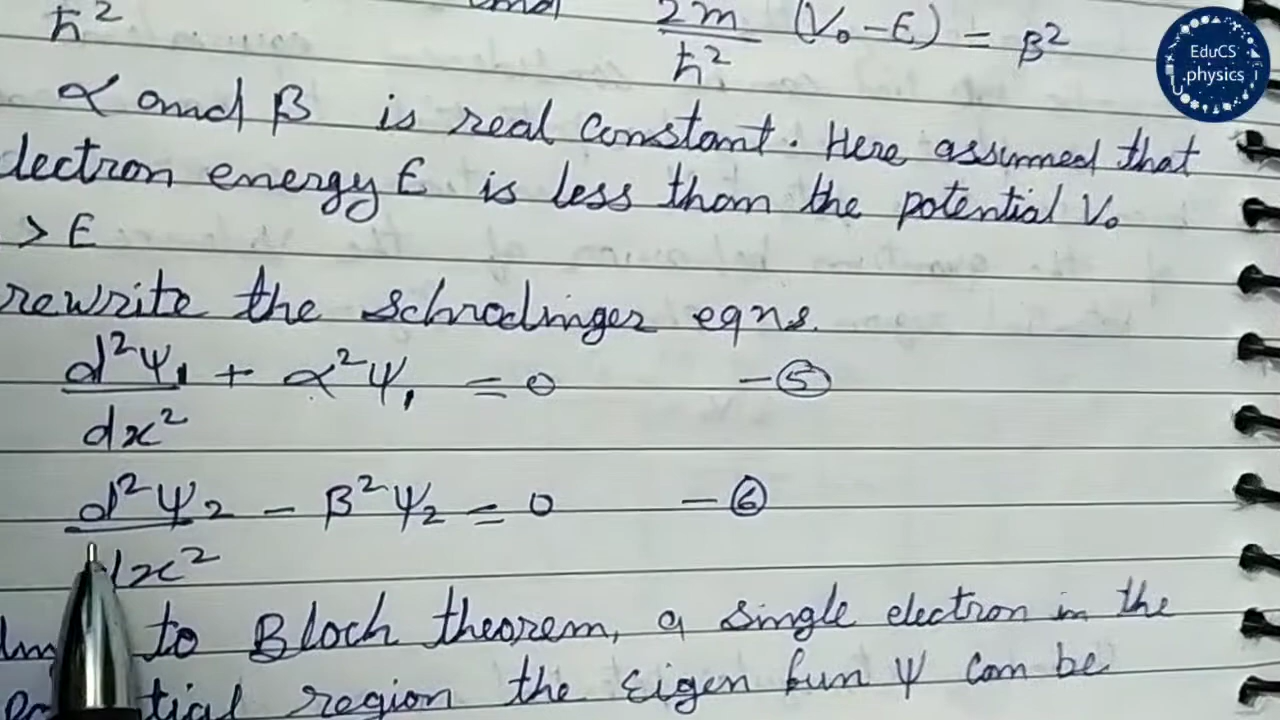 ħ² and 2m/ħ² (V₀-E) = β²
α and β is real constant. Here assumed that
lectron energy E is less than the potential V₀
> E
rewrite the Schrodinger eqns.
d²ψ₁/dx² + α²ψ₁ = 0 -⑤
d²ψ₂/dx² - β²ψ₂ = 0 -⑥
to Bloch theorem, a single electron in the
tial region the Eigen fun ψ can be
EduCS
.physics